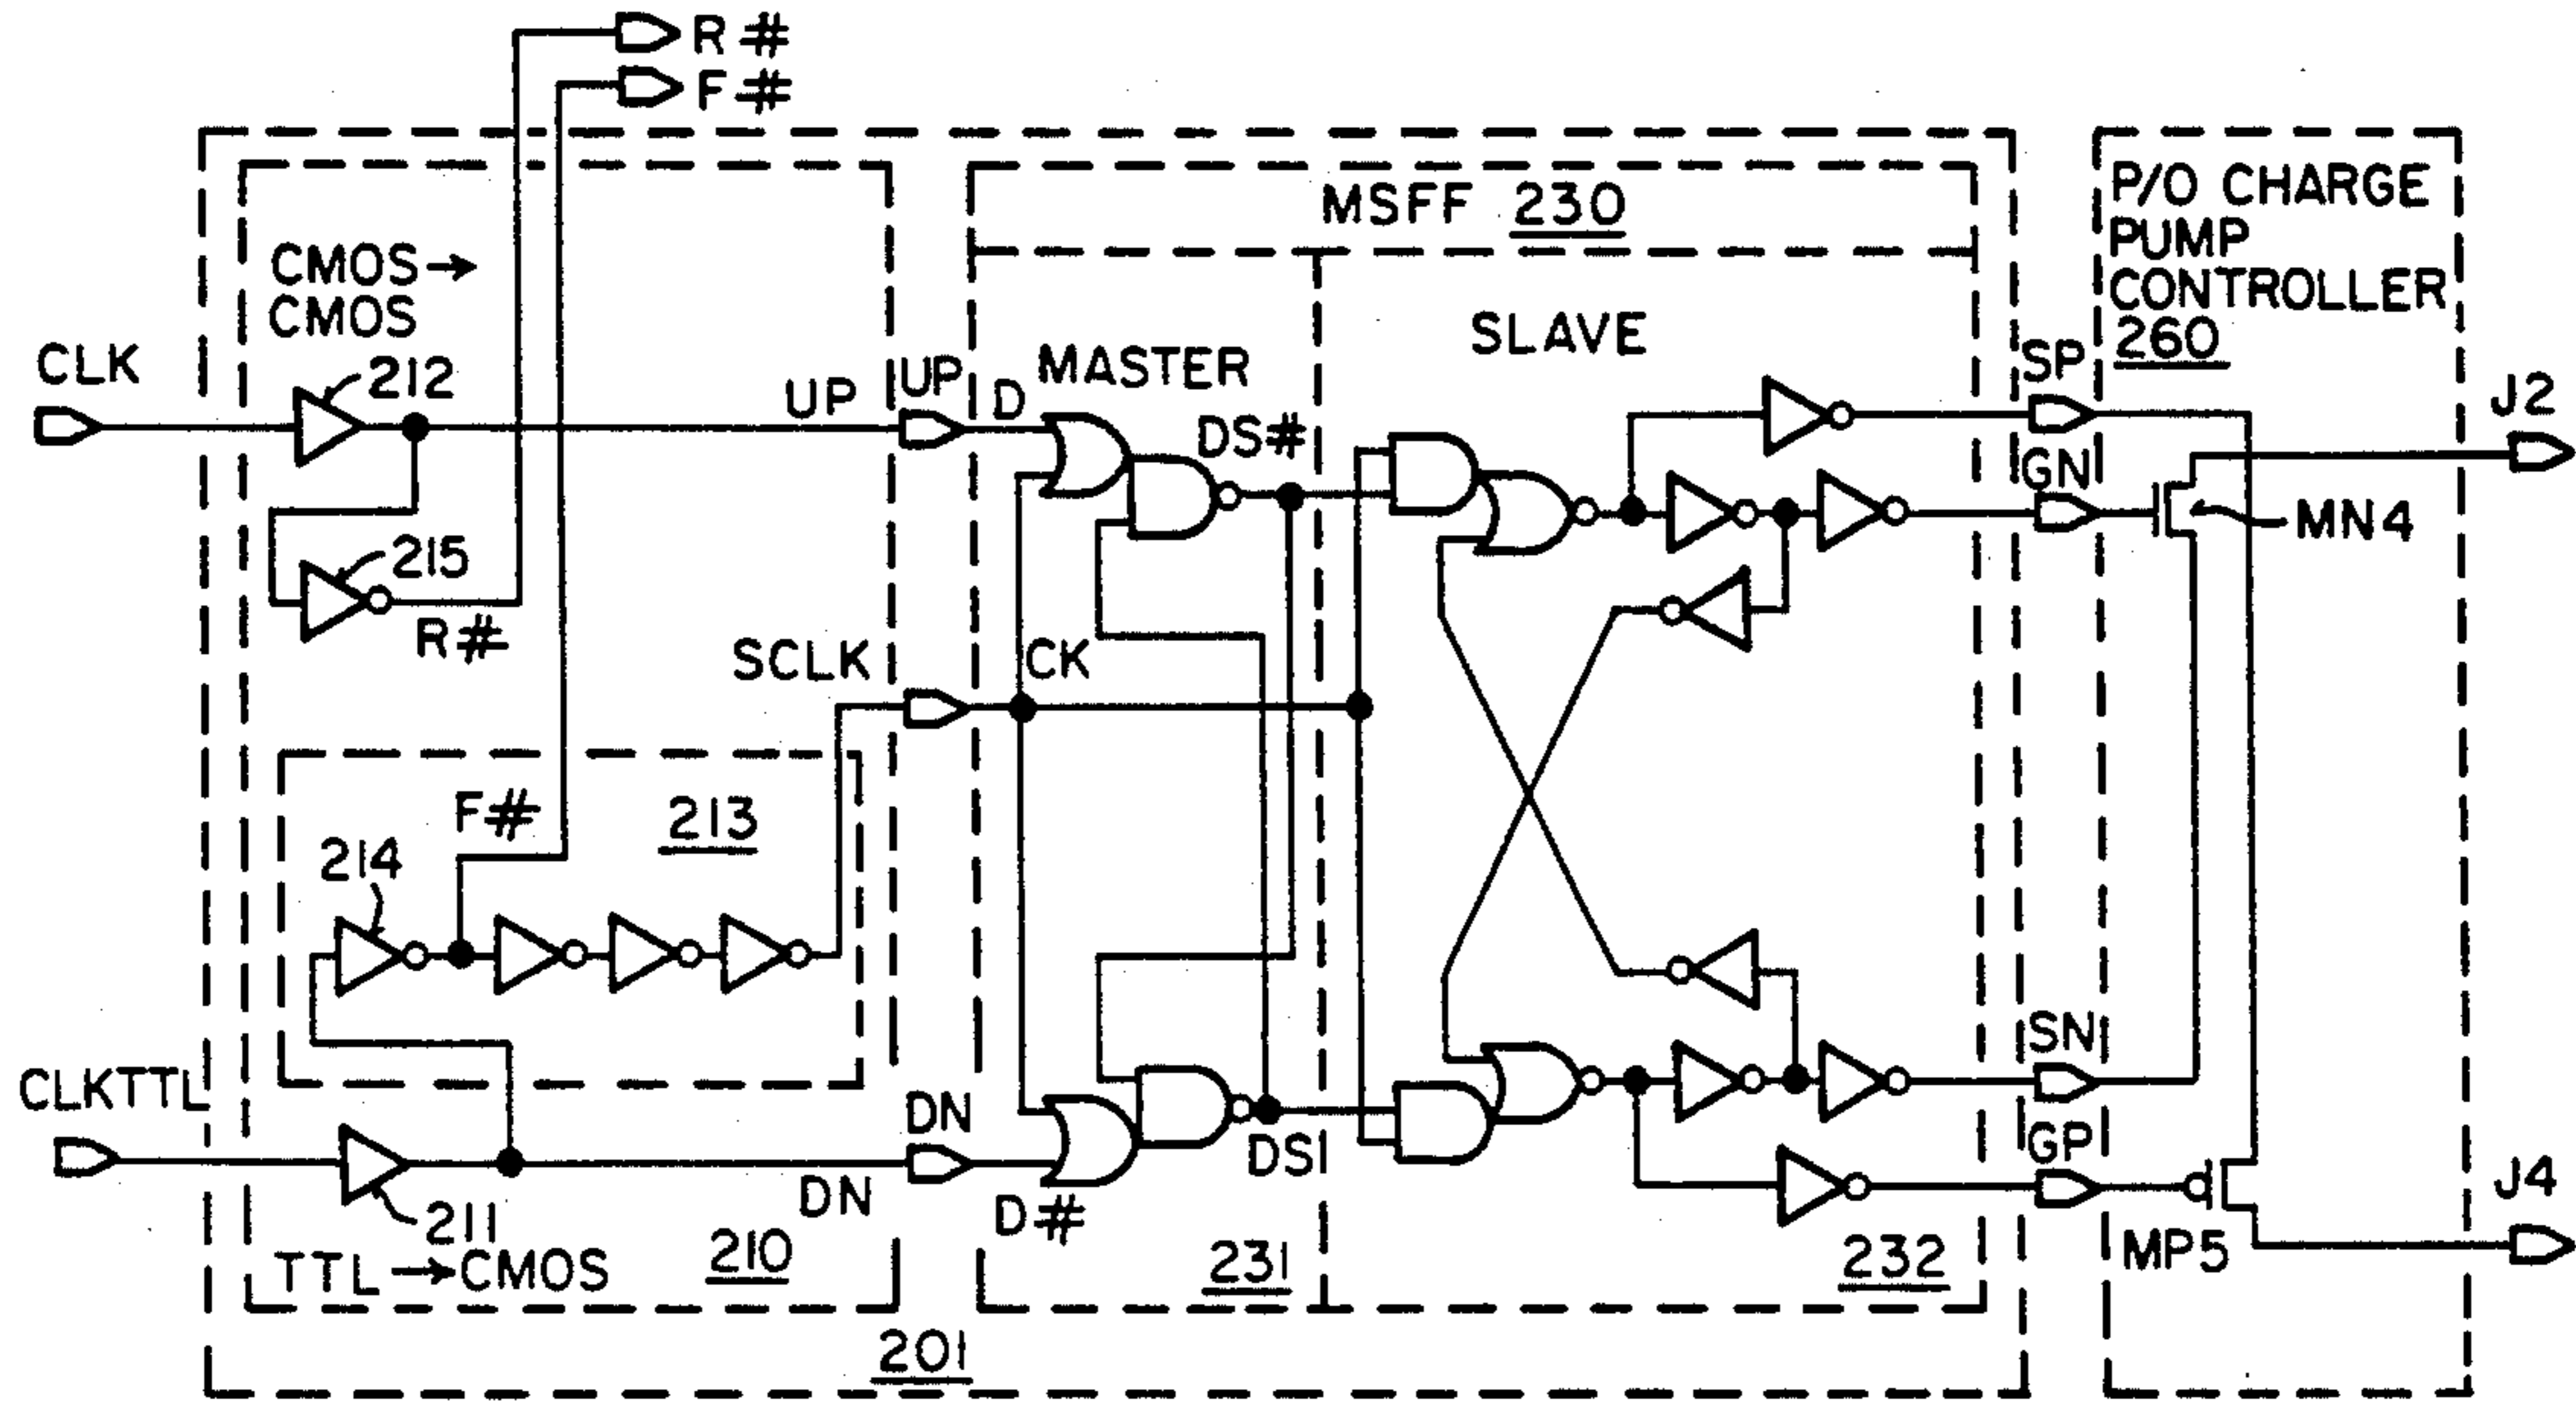 R#
F#
MSFF 230
P/O CHARGE
PUMP
CONTROLLER
260
CMOS→
CMOS
CLK
212
UP
UP
D
MASTER
DS#
SLAVE
SP
GN
J2
MN4
215
R#
SCLK
CK
F#
213
214
CLKTTL
DN
DN
DS
D#
211
TTL→CMOS
210
231
232
SN
GP
MP5
J4
201